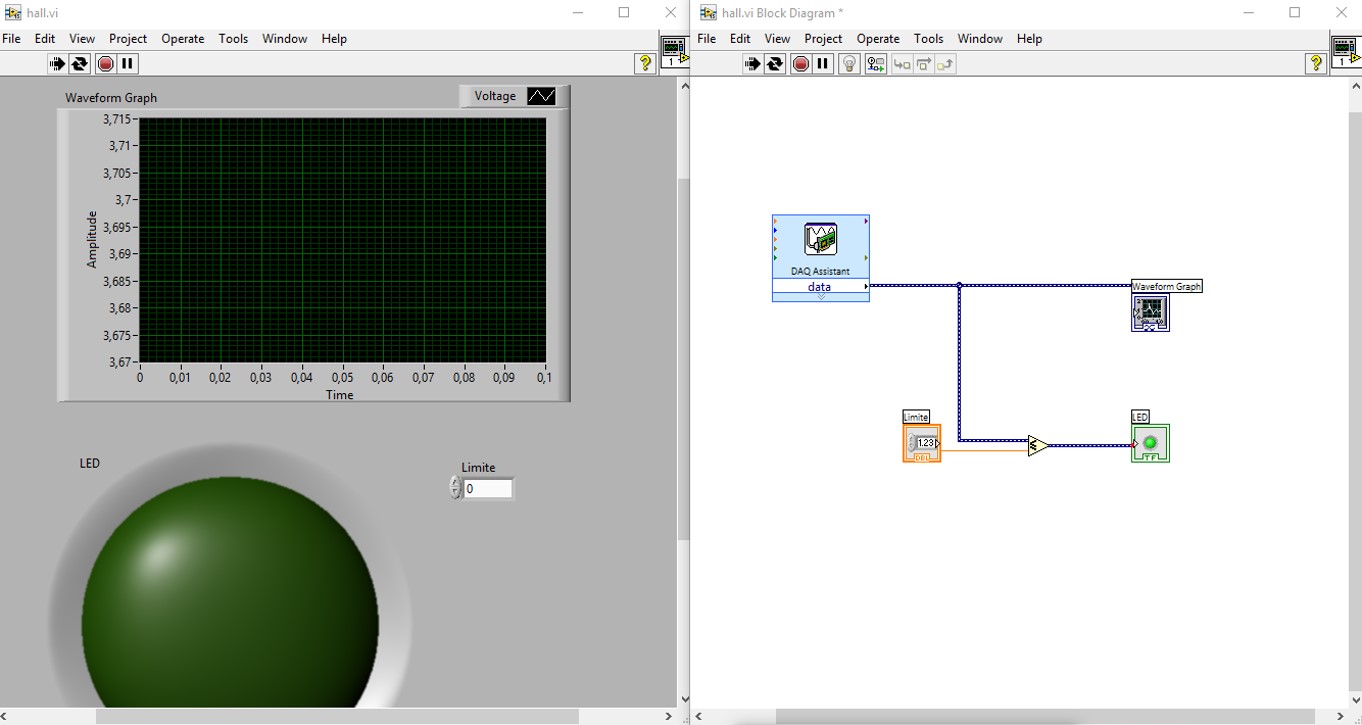 hall.vi
File Edit View Project Operate Tools Window Help
1
?
Waveform Graph
Voltage
3,715
3,71
3,705
3,7
3,695
3,69
3,685
3,68
3,675
3,67
Amplitude
0 0,01 0,02 0,03 0,04 0,05 0,06 0,07 0,08 0,09 0,1
Time
LED
Limite
0
hall.vi Block Diagram *
File Edit View Project Operate Tools Window Help
?
1
DAQ Assistant
data
Waveform Graph
Limite
1.23
DBL
LED
TF